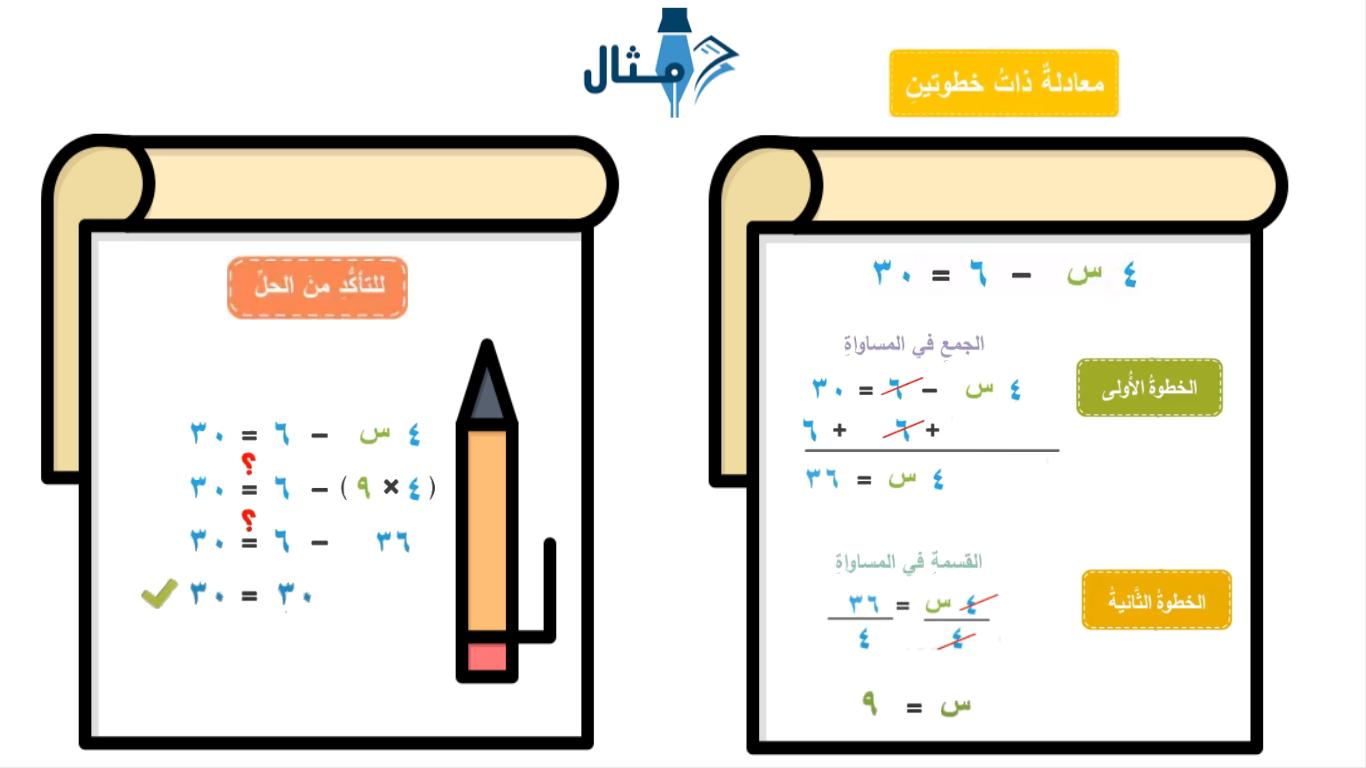 مثال
معادلةٌ ذاتُ خطوتينِ
٤ س − ٦ = ٣٠
الخطوةُ الأُولى
الجمعِ في المساواةِ
٤ س − ٦ = ٣٠
+ ٦ + ٦
٤ س = ٣٦
الخطوةُ الثَّانيةُ
القسمةِ في المساواةِ
٤ س = ٣٦
٤ ٤
س = ٩
للتأكُّدِ منَ الحلِّ
٤ س − ٦ = ٣٠
؟
(٤ × ٩) − ٦ = ٣٠
؟
٣٦ − ٦ = ٣٠
٣٠ = ٣٠